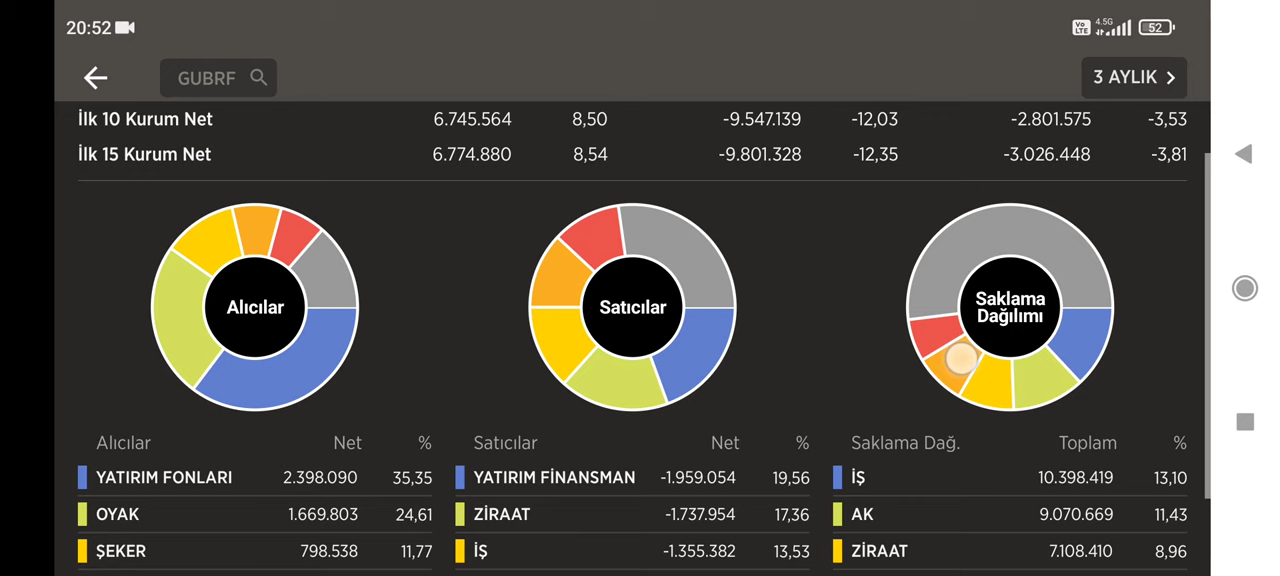 20:52 Vo LTE 4.5G 52
GUBRF 3 AYLIK
İlk 10 Kurum Net 6.745.564 8,50 -9.547.139 -12,03 -2.801.575 -3,53
İlk 15 Kurum Net 6.774.880 8,54 -9.801.328 -12,35 -3.026.448 -3,81
Alıcılar Satıcılar Saklama
Dağılımı
Alıcılar Net % Satıcılar Net % Saklama Dağ. Toplam %
YATIRIM FONLARI 2.398.090 35,35 YATIRIM FİNANSMAN -1.959.054 19,56 İŞ 10.398.419 13,10
OYAK 1.669.803 24,61 ZİRAAT -1.737.954 17,36 AK 9.070.669 11,43
ŞEKER 798.538 11,77 İŞ -1.355.382 13,53 ZİRAAT 7.108.410 8,96